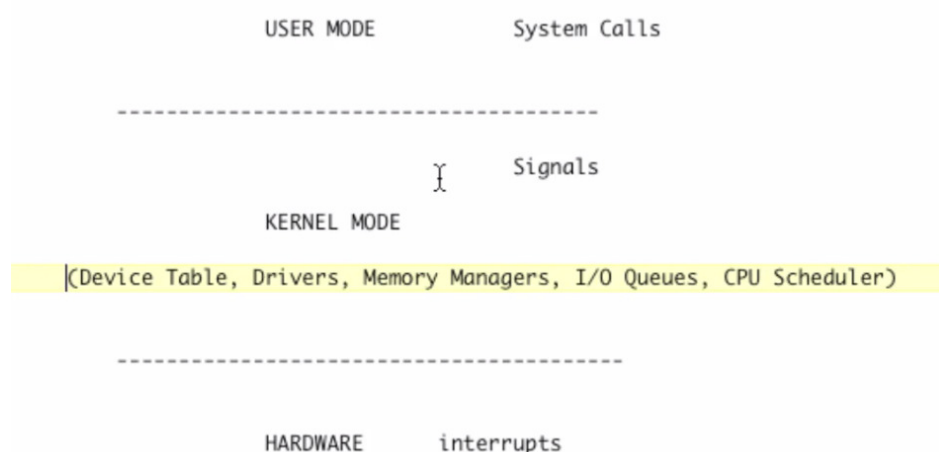 USER MODE System Calls
---------------------------------------
Signals
KERNEL MODE
(Device Table, Drivers, Memory Managers, I/O Queues, CPU Scheduler)
-----------------------------------------
HARDWARE interrupts